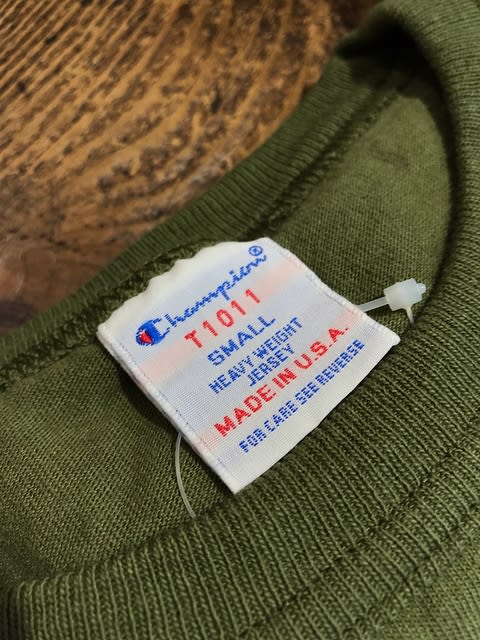 Champion®
T1011
SMALL
HEAVY WEIGHT
JERSEY
MADE IN U.S.A.
FOR CARE SEE REVERSE